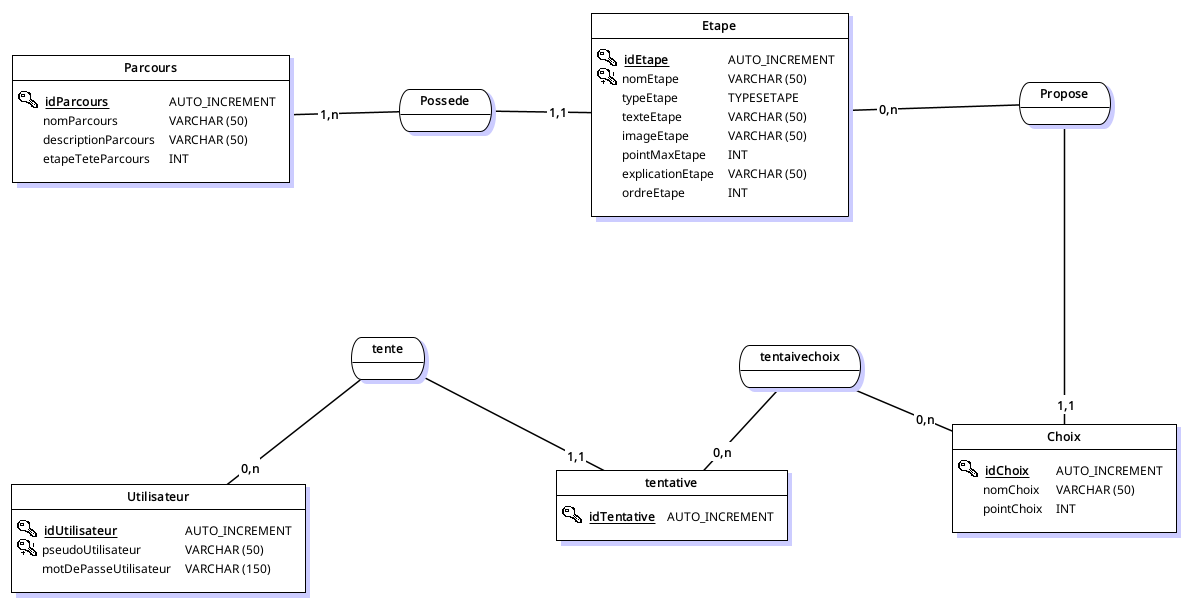 Parcours
idParcours AUTO_INCREMENT
nomParcours VARCHAR (50)
descriptionParcours VARCHAR (50)
etapeTeteParcours INT
1,n
Possede
1,1
Etape
idEtape AUTO_INCREMENT
nomEtape VARCHAR (50)
typeEtape TYPESETAPE
texteEtape VARCHAR (50)
imageEtape VARCHAR (50)
pointMaxEtape INT
explicationEtape VARCHAR (50)
ordreEtape INT
0,n
Propose
1,1
tente
0,n
1,1
tentaivechoix
0,n
0,n
Utilisateur
idUtilisateur AUTO_INCREMENT
pseudoUtilisateur VARCHAR (50)
motDePasseUtilisateur VARCHAR (150)
tentative
idTentative AUTO_INCREMENT
Choix
idChoix AUTO_INCREMENT
nomChoix VARCHAR (50)
pointChoix INT